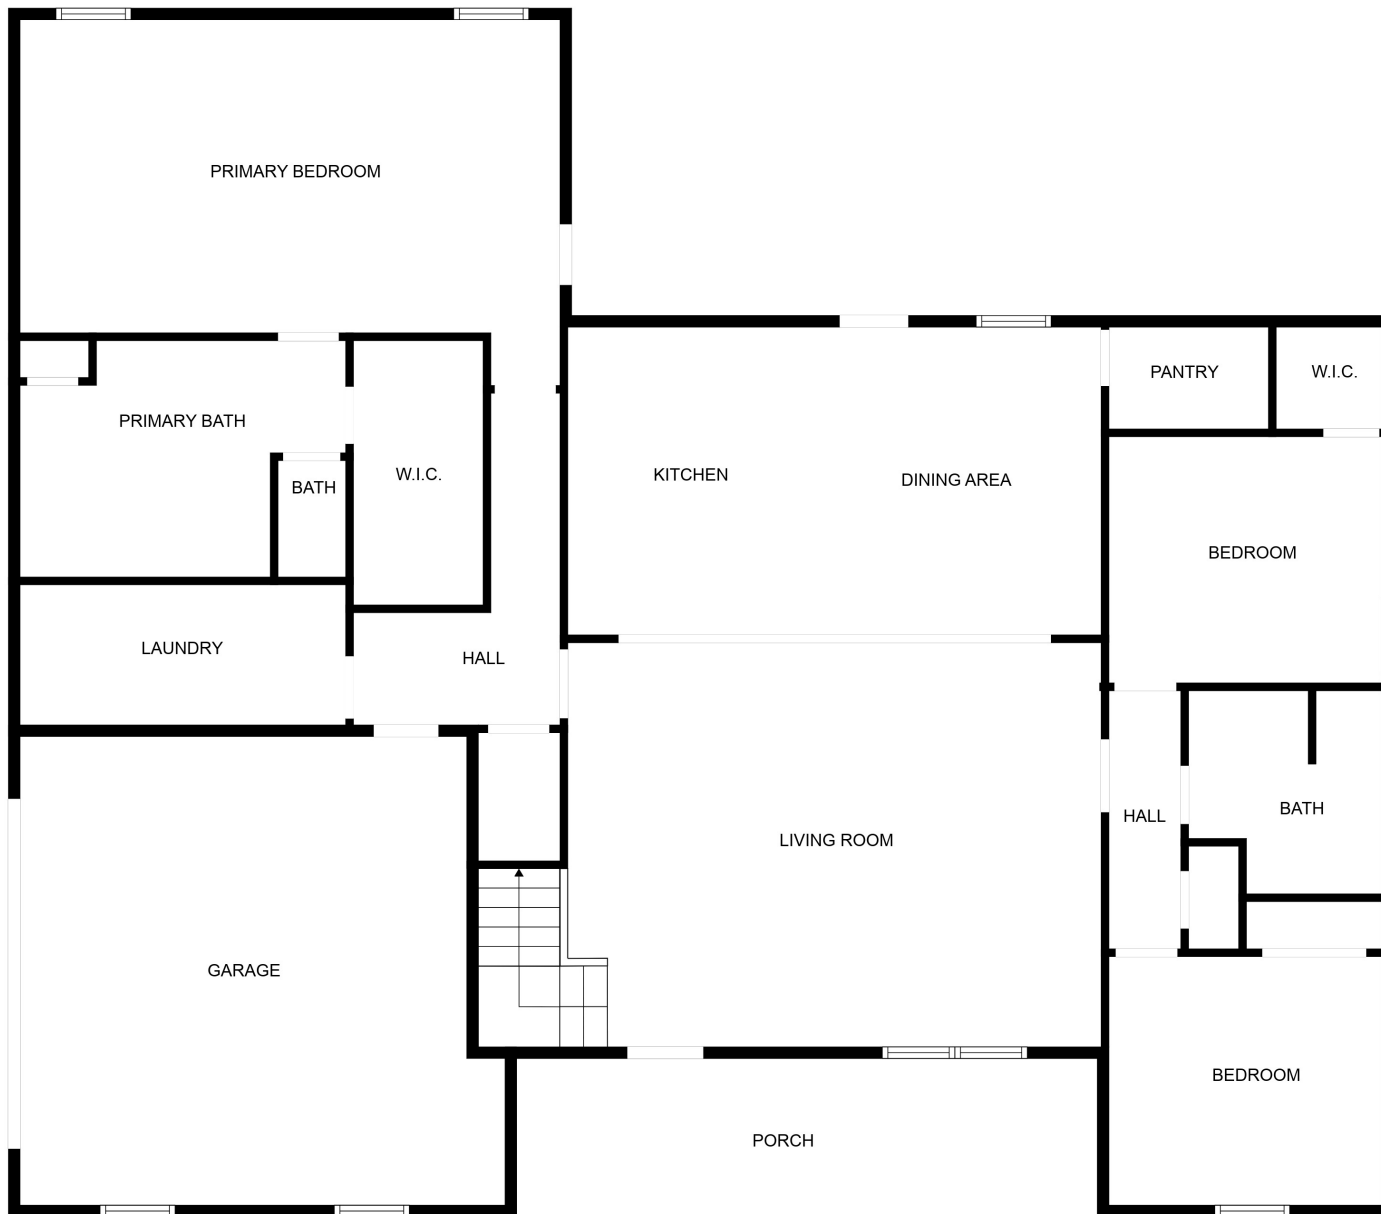 PRIMARY BEDROOM
PANTRY
W.I.C.
PRIMARY BATH
BATH
W.I.C.
KITCHEN
DINING AREA
BEDROOM
LAUNDRY
HALL
LIVING ROOM
HALL
BATH
GARAGE
BEDROOM
PORCH